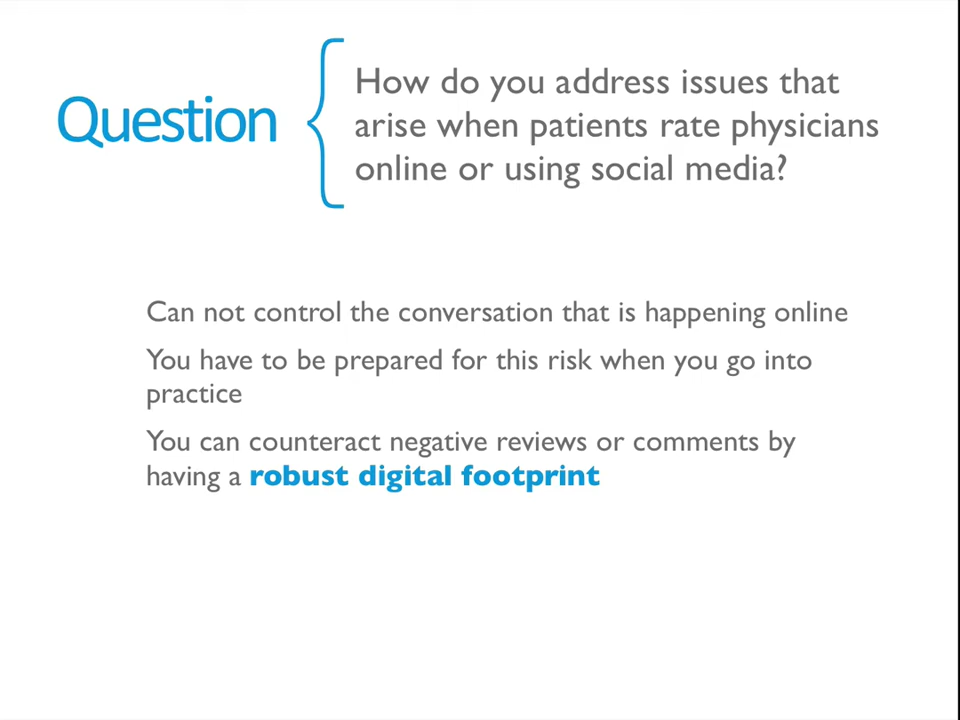 Question
How do you address issues that
arise when patients rate physicians
online or using social media?
Can not control the conversation that is happening online
You have to be prepared for this risk when you go into
practice
You can counteract negative reviews or comments by
having a robust digital footprint